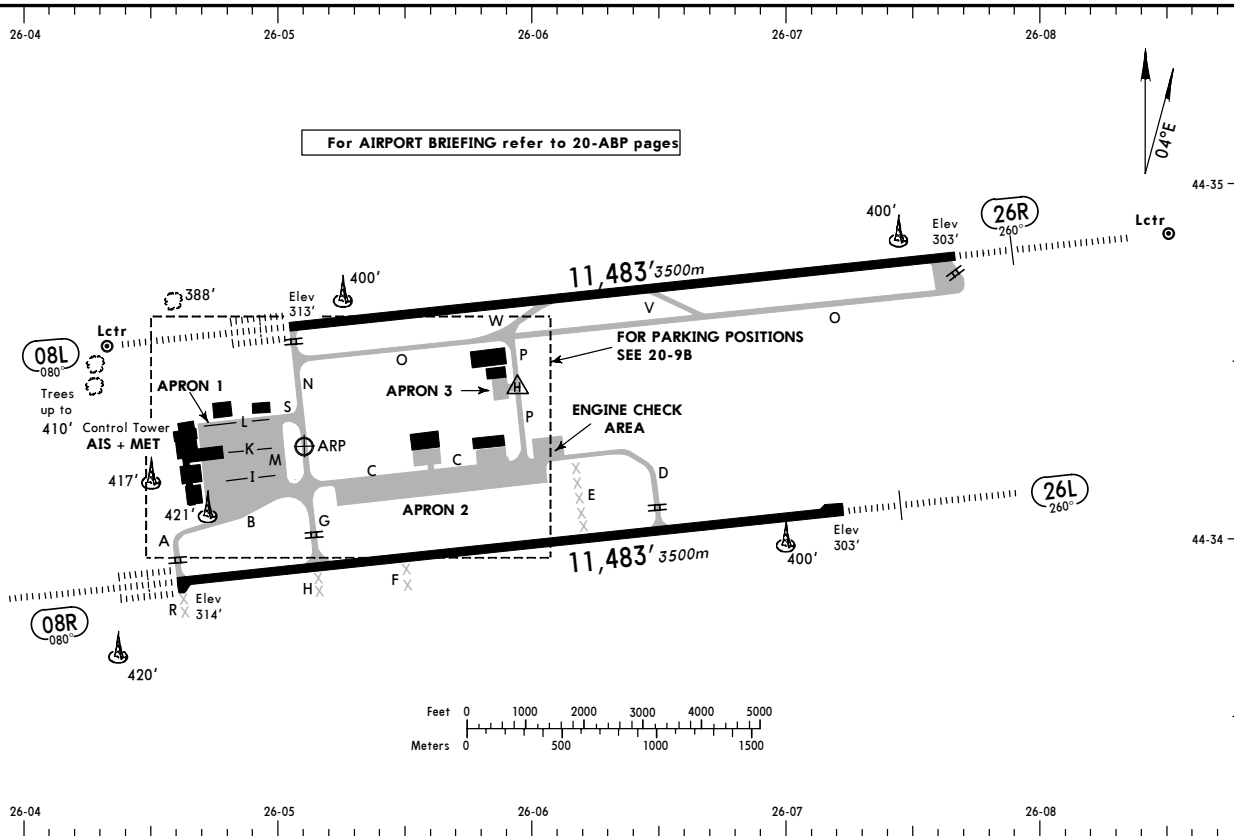 26-04 26-05 26-06 26-07 26-08
04°E
For AIRPORT BRIEFING refer to 20-ABP pages
44-35
400'
26R
260°
Elev
303'
Lctr
11,483' 3500m
400'
388'
Elev
313'
Lctr
08L
080°
W
V
O
O
FOR PARKING POSITIONS
SEE 20-9B
P
H
P
N
APRON 3
APRON 1
Trees
up to
410'
S
L
ENGINE CHECK
AREA
Control Tower
AIS + MET
K
M
ARP
I
C
C
D
E
417'
421'
APRON 2
B
G
A
26L
260°
Elev
303'
400'
44-34
11,483' 3500m
F
H
R
Elev
314'
08R
080°
420'
Feet 0 1000 2000 3000 4000 5000
Meters 0 500 1000 1500
26-04 26-05 26-06 26-07 26-08